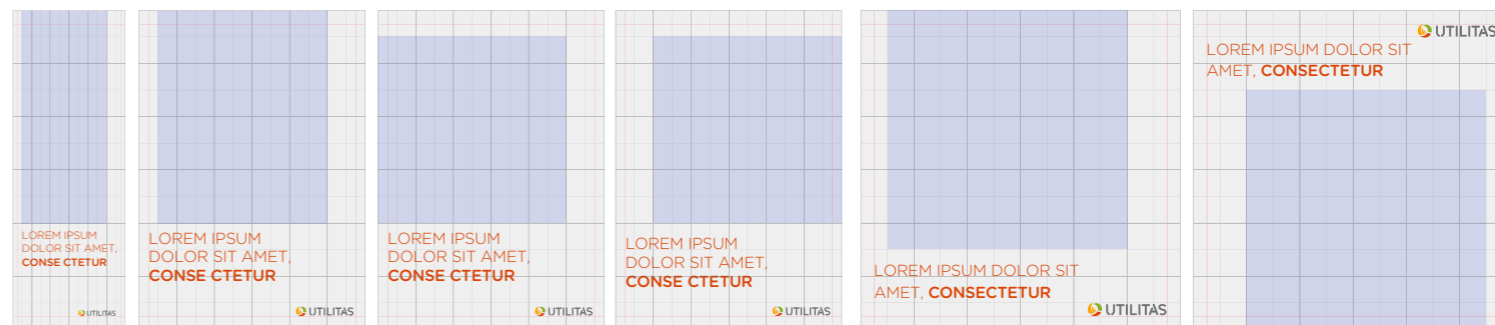 LOREM IPSUM
DOLOR SIT AMET,
CONSE CTETUR
UTILITAS
LOREM IPSUM
DOLOR SIT AMET,
CONSE CTETUR
UTILITAS
LOREM IPSUM
DOLOR SIT AMET,
CONSE CTETUR
UTILITAS
LOREM IPSUM
DOLOR SIT AMET,
CONSE CTETUR
UTILITAS
LOREM IPSUM DOLOR SIT
AMET, CONSECTETUR
UTILITAS
UTILITAS
LOREM IPSUM DOLOR SIT
AMET, CONSECTETUR